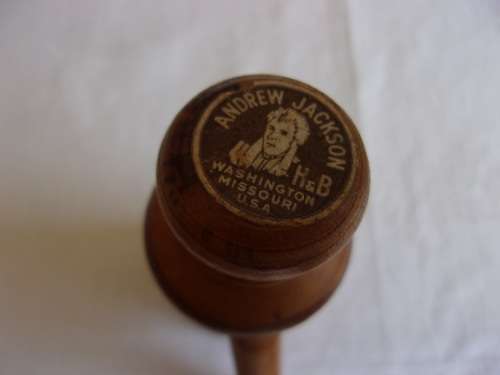 ANDREW JACKSON
H&B
WASHINGTON
MISSOURI
U.S.A.